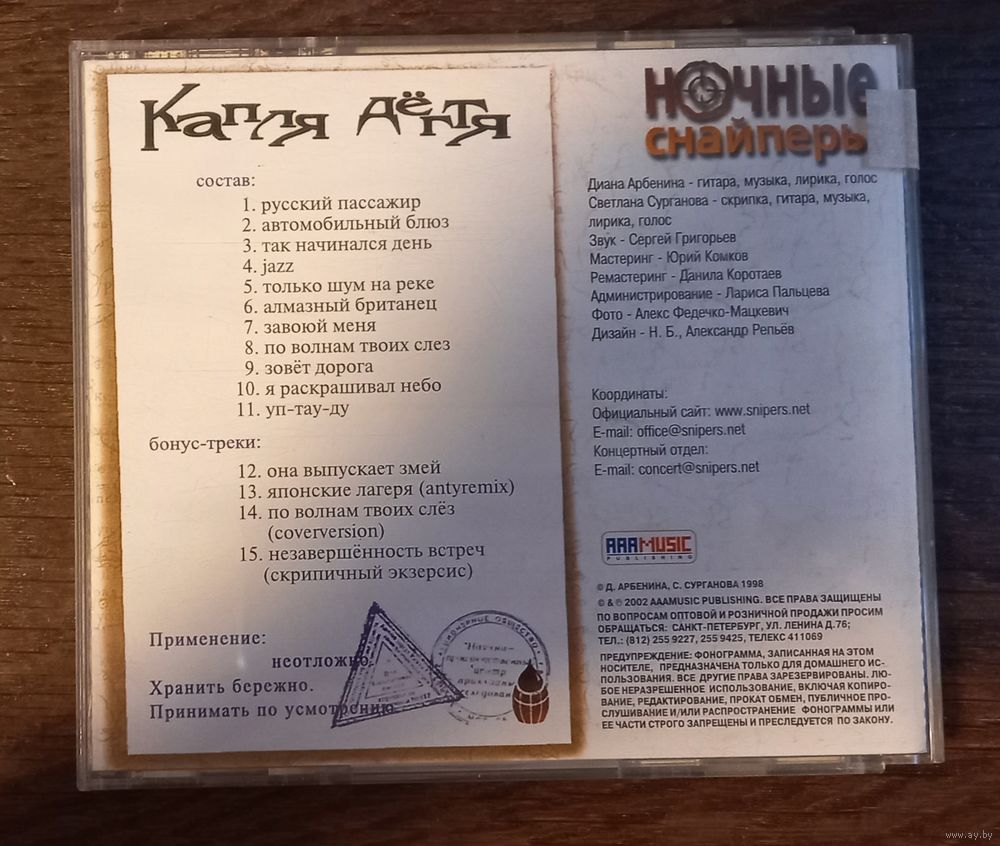 Капля дёгтя
состав:
1. русский пассажир
2. автомобильный блюз
3. так начинался день
4. jazz
5. только шум на реке
6. алмазный британец
7. завоюй меня
8. по волнам твоих слез
9. зовёт дорога
10. я раскрашивал небо
11. уп-тау-ду
бонус-треки:
12. она выпускает змей
13. японские лагеря (antyremix)
14. по волнам твоих слёз
(coverversion)
15. незавершённость встреч
(скрипичный экзерсис)
Применение:
неотложно.
Хранить бережно.
Принимать по усмотрению.
НОЧНЫЕ
снайперы
Диана Арбенина - гитара, музыка, лирика, голос
Светлана Сурганова - скрипка, гитара, музыка,
лирика, голос
Звук - Сергей Григорьев
Мастеринг - Юрий Комков
Ремастеринг - Данила Коротаев
Администрирование - Лариса Пальцева
Фото - Алекс Федечко-Мацкевич
Дизайн - Н. Б., Александр Репьёв
Координаты:
Официальный сайт: www.snipers.net
E-mail: office@snipers.net
Концертный отдел:
E-mail: concert@snipers.net
AAAMUSIC
PUBLISHING
© Д. АРБЕНИНА, С. СУРГАНОВА 1998
© & ℗ 2002 AAAMUSIC PUBLISHING. ВСЕ ПРАВА ЗАЩИЩЕНЫ
ПО ВОПРОСАМ ОПТОВОЙ И РОЗНИЧНОЙ ПРОДАЖИ ПРОСИМ
ОБРАЩАТЬСЯ: САНКТ-ПЕТЕРБУРГ, УЛ. ЛЕНИНА Д.76;
ТЕЛ.: (812) 255 9227, 255 9425, ТЕЛЕКС 411069
ПРЕДУПРЕЖДЕНИЕ: ФОНОГРАММА, ЗАПИСАННАЯ НА ЭТОМ
НОСИТЕЛЕ, ПРЕДНАЗНАЧЕНА ТОЛЬКО ДЛЯ ДОМАШНЕГО ИС-
ПОЛЬЗОВАНИЯ. ВСЕ ДРУГИЕ ПРАВА ЗАРЕЗЕРВИРОВАНЫ. ЛЮ-
БОЕ НЕРАЗРЕШЕННОЕ ИСПОЛЬЗОВАНИЕ, ВКЛЮЧАЯ КОПИРО-
ВАНИЕ, РЕДАКТИРОВАНИЕ, ПРОКАТ ОБМЕН, ПУБЛИЧНОЕ ПРО-
СЛУШИВАНИЕ И/ИЛИ РАСПРОСТРАНЕНИЕ ФОНОГРАММЫ ИЛИ
ЕЕ ЧАСТИ СТРОГО ЗАПРЕЩЕНЫ И ПРЕСЛЕДУЕТСЯ ПО ЗАКОНУ.
www.ay.by